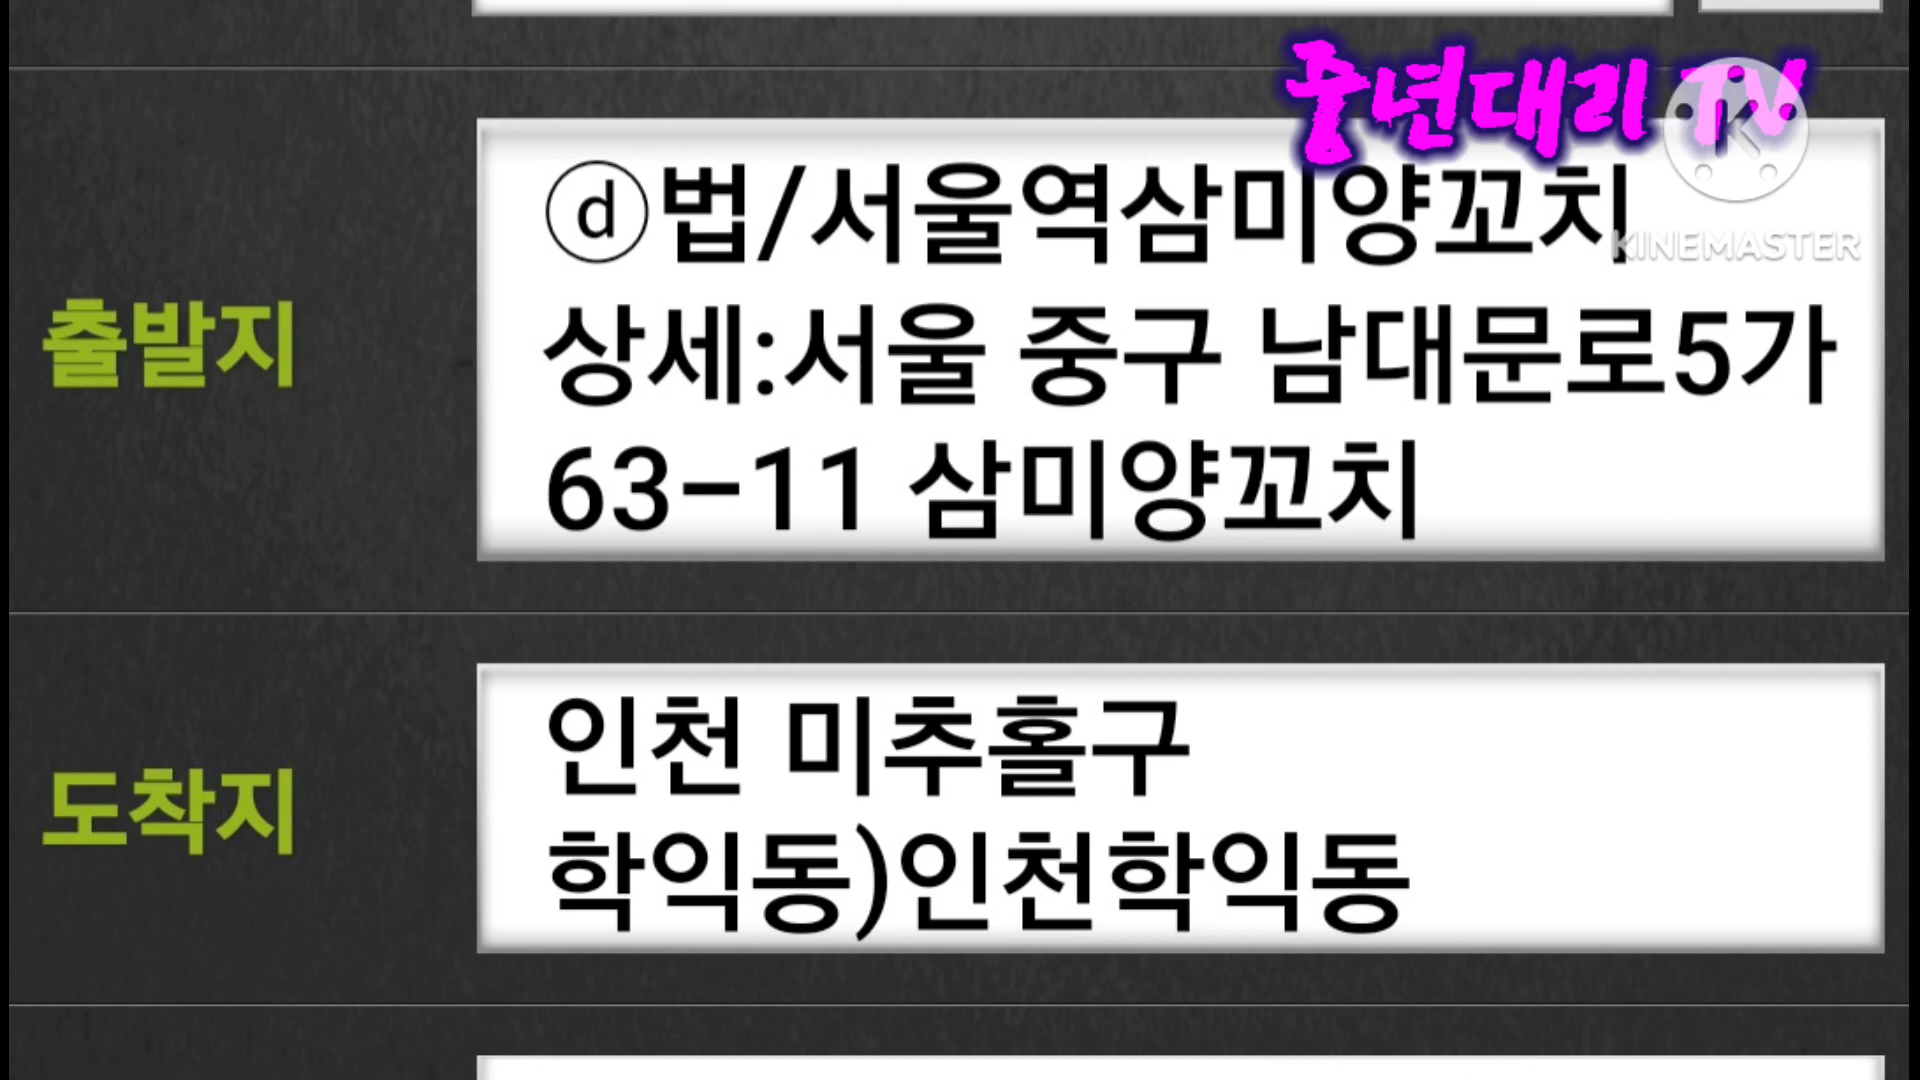 중년대리 TV
KINEMASTER
출발지
ⓓ법/서울역삼미양꼬치
상세:서울 중구 남대문로5가
63-11 삼미양꼬치
도착지
인천 미추홀구
학익동)인천학익동